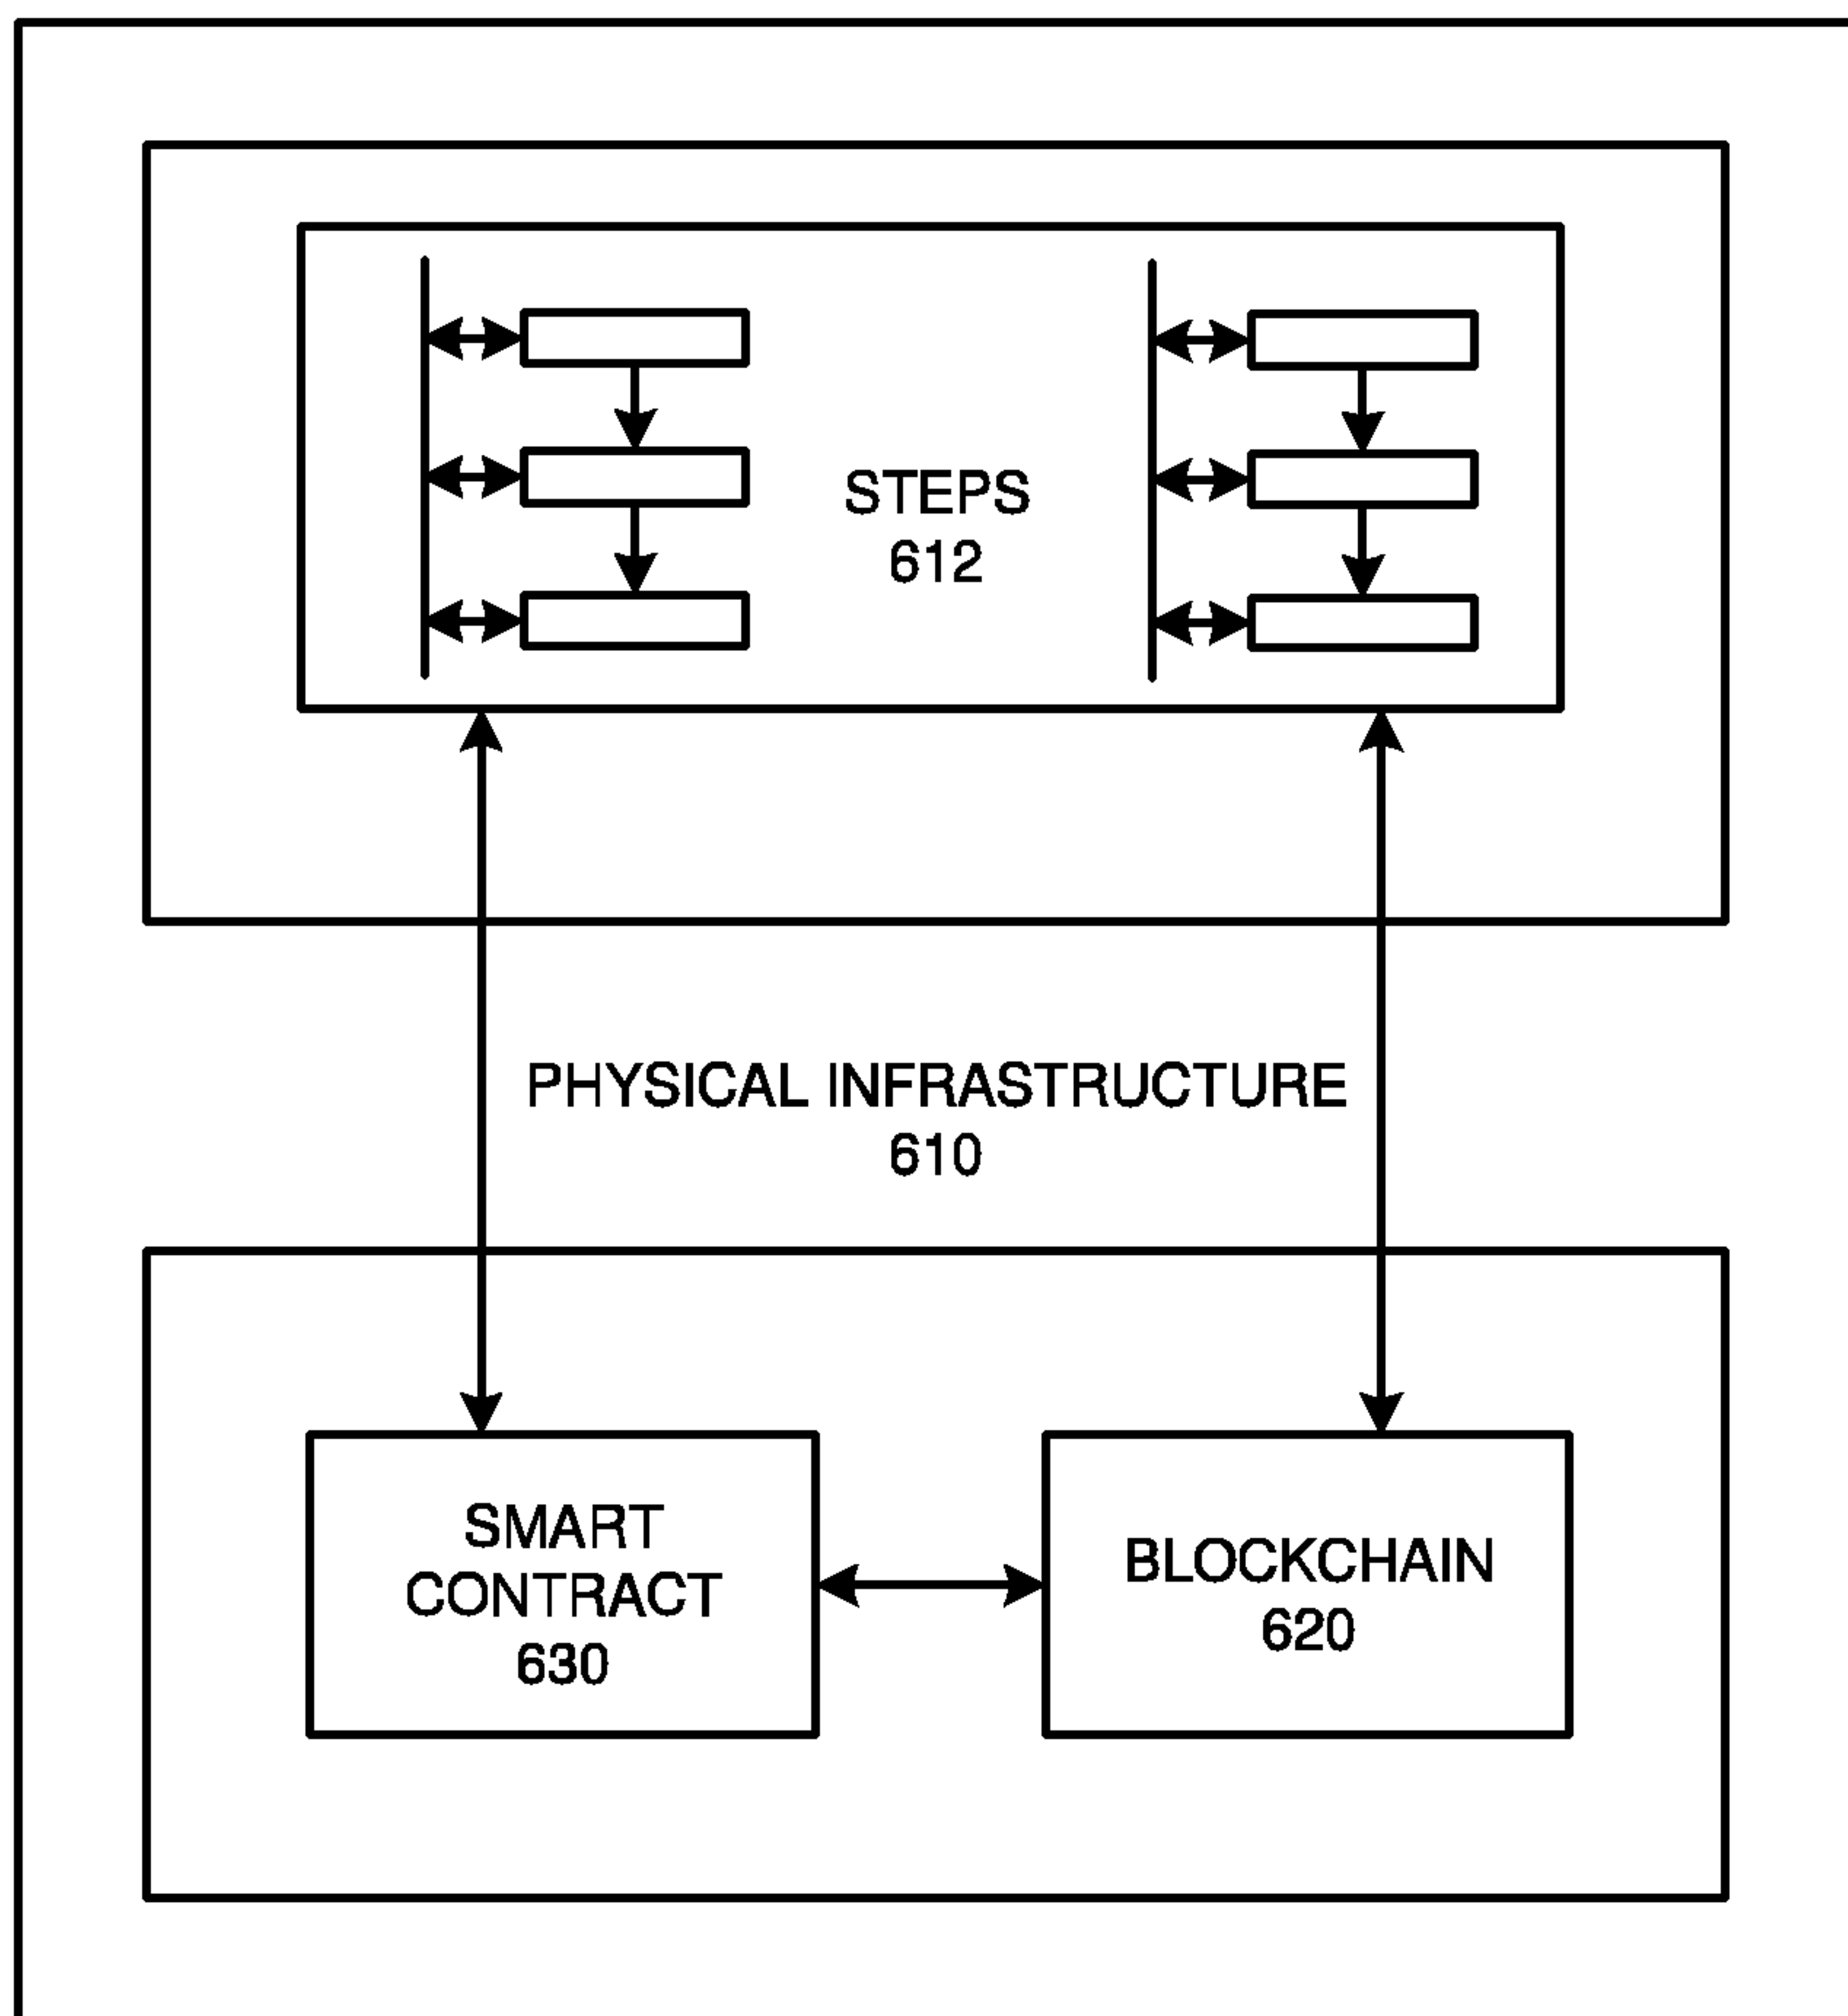 STEPS
612
PHYSICAL INFRASTRUCTURE
610
SMART
CONTRACT
630
BLOCKCHAIN
620